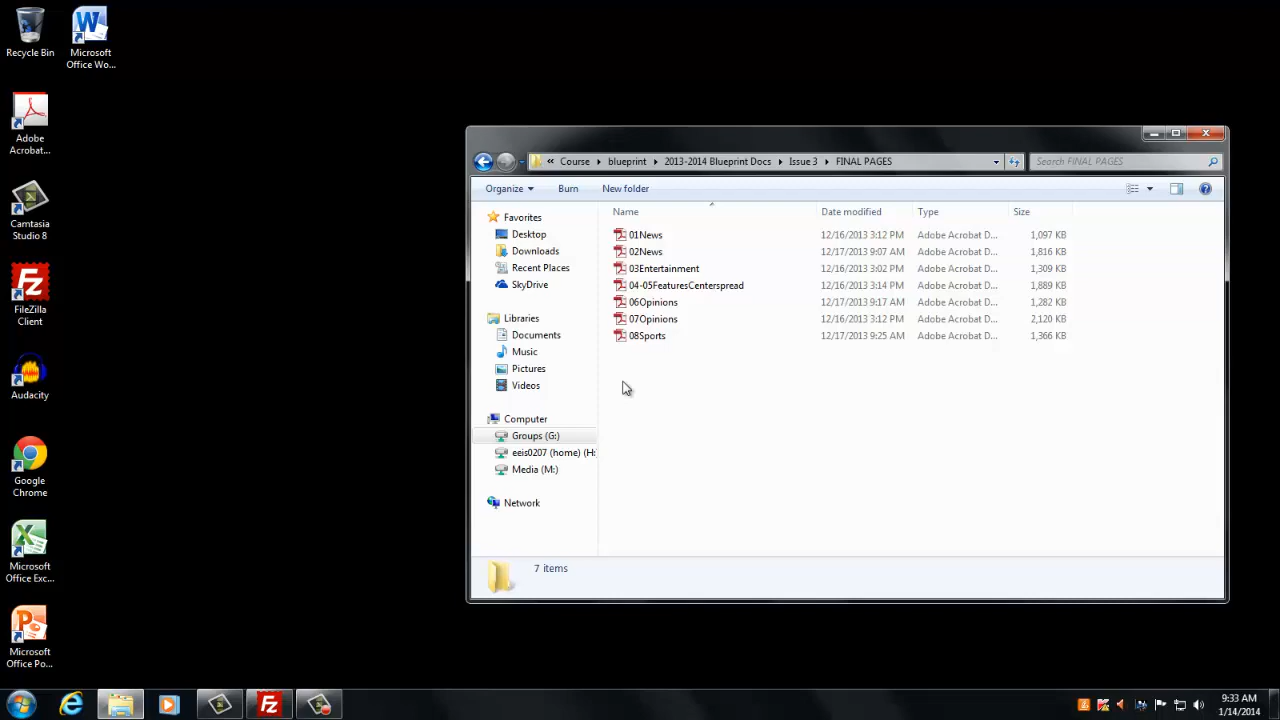 Recycle Bin
Microsoft Office Wo...
Adobe Acrobat...
Camtasia Studio 8
FileZilla Client
Audacity
Google Chrome
Microsoft Office Exc...
Microsoft Office Po...
« Course blueprint 2013-2014 Blueprint Docs Issue 3 FINAL PAGES Search FINAL PAGES
Organize Burn New folder
Favorites
Desktop
Downloads
Recent Places
SkyDrive
Libraries
Documents
Music
Pictures
Videos
Computer
Groups (G:)
eeis0207 (home) (H:
Media (M:)
Network
Name Date modified Type Size
01News 12/16/2013 3:12 PM Adobe Acrobat D... 1,097 KB
02News 12/17/2013 9:07 AM Adobe Acrobat D... 1,816 KB
03Entertainment 12/16/2013 3:02 PM Adobe Acrobat D... 1,309 KB
04-05FeaturesCenterspread 12/16/2013 3:14 PM Adobe Acrobat D... 1,889 KB
06Opinions 12/17/2013 9:17 AM Adobe Acrobat D... 1,282 KB
07Opinions 12/16/2013 3:12 PM Adobe Acrobat D... 2,120 KB
08Sports 12/17/2013 9:25 AM Adobe Acrobat D... 1,366 KB
7 items
9:33 AM
1/14/2014